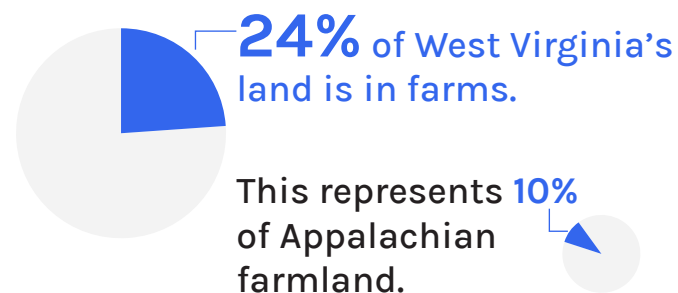 24% of West Virginia’s
land is in farms.
This represents 10%
of Appalachian
farmland.